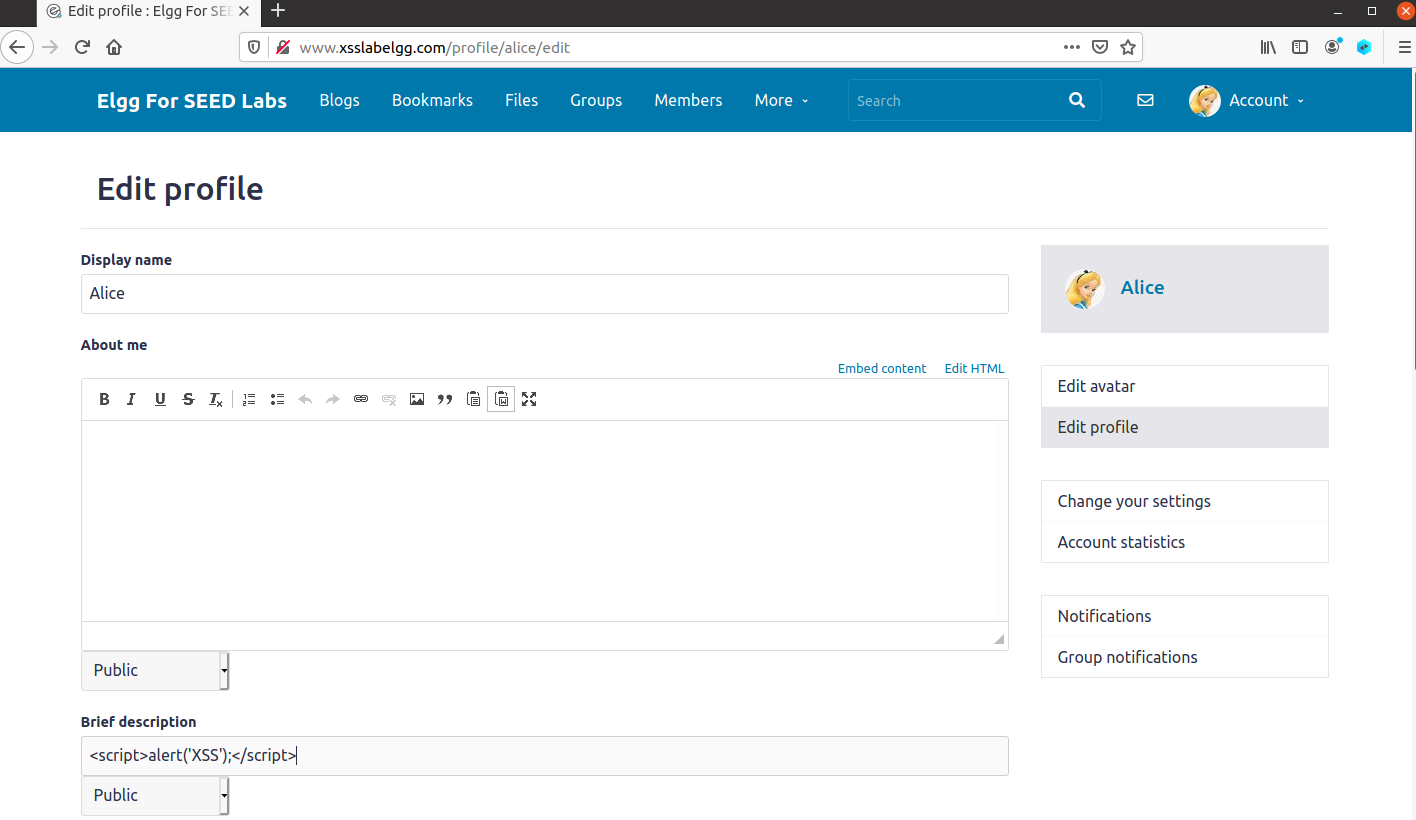 Edit profile : Elgg For SEE
www.xsslabelgg.com/profile/alice/edit
Elgg For SEED Labs Blogs Bookmarks Files Groups Members More Search Account
Edit profile
Display name
Alice
About me
Embed content Edit HTML
Public
Brief description
<script>alert('XSS');</script>
Public
Alice
Edit avatar
Edit profile
Change your settings
Account statistics
Notifications
Group notifications